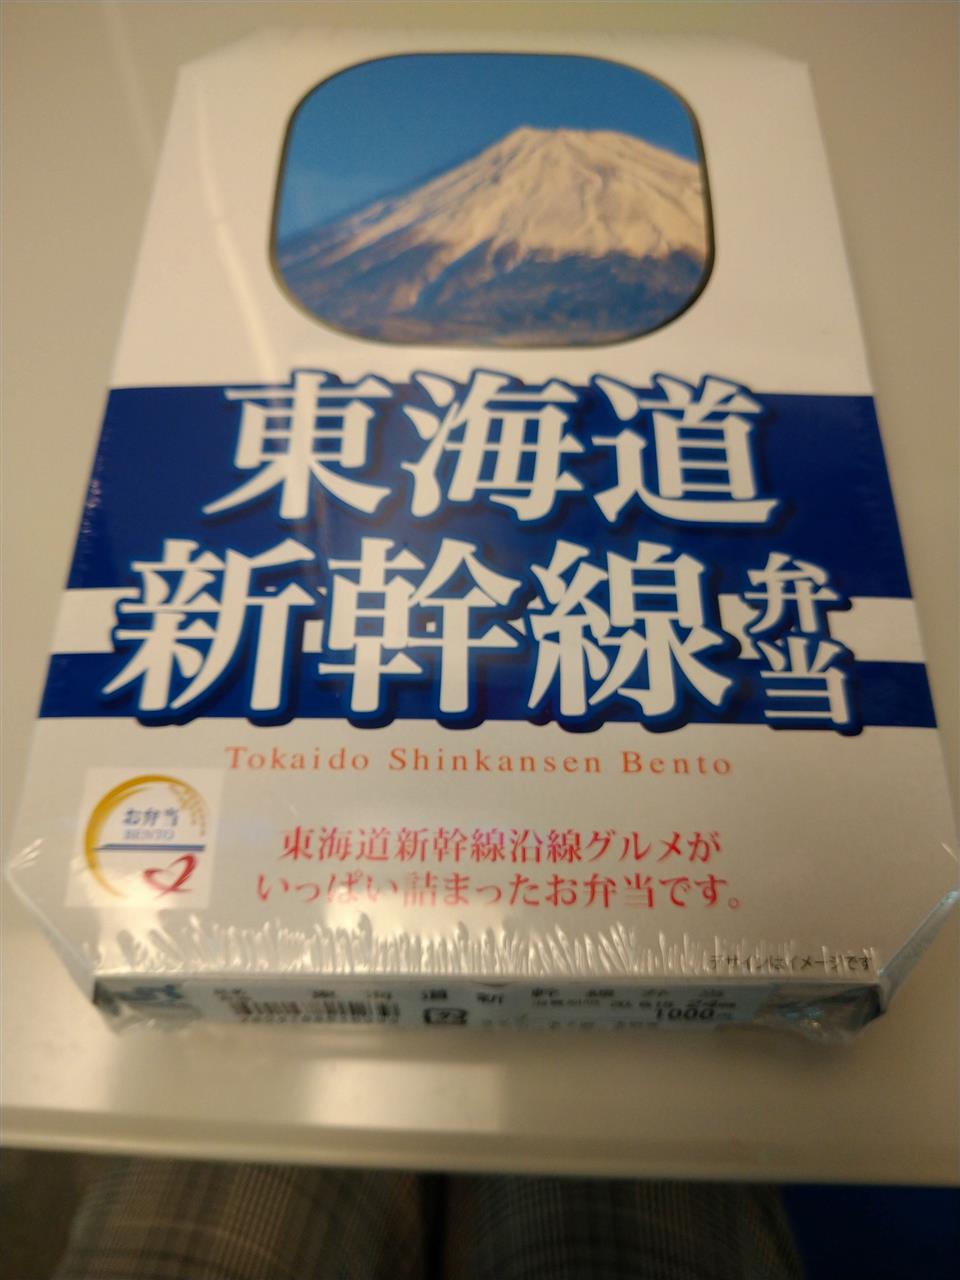 東海道
新幹線弁当
Tokaido Shinkansen Bento
お弁当
BENTO
東海道新幹線沿線グルメが
いっぱい詰まったお弁当です。
デザインはイメージです
東海道新幹線弁当
1000